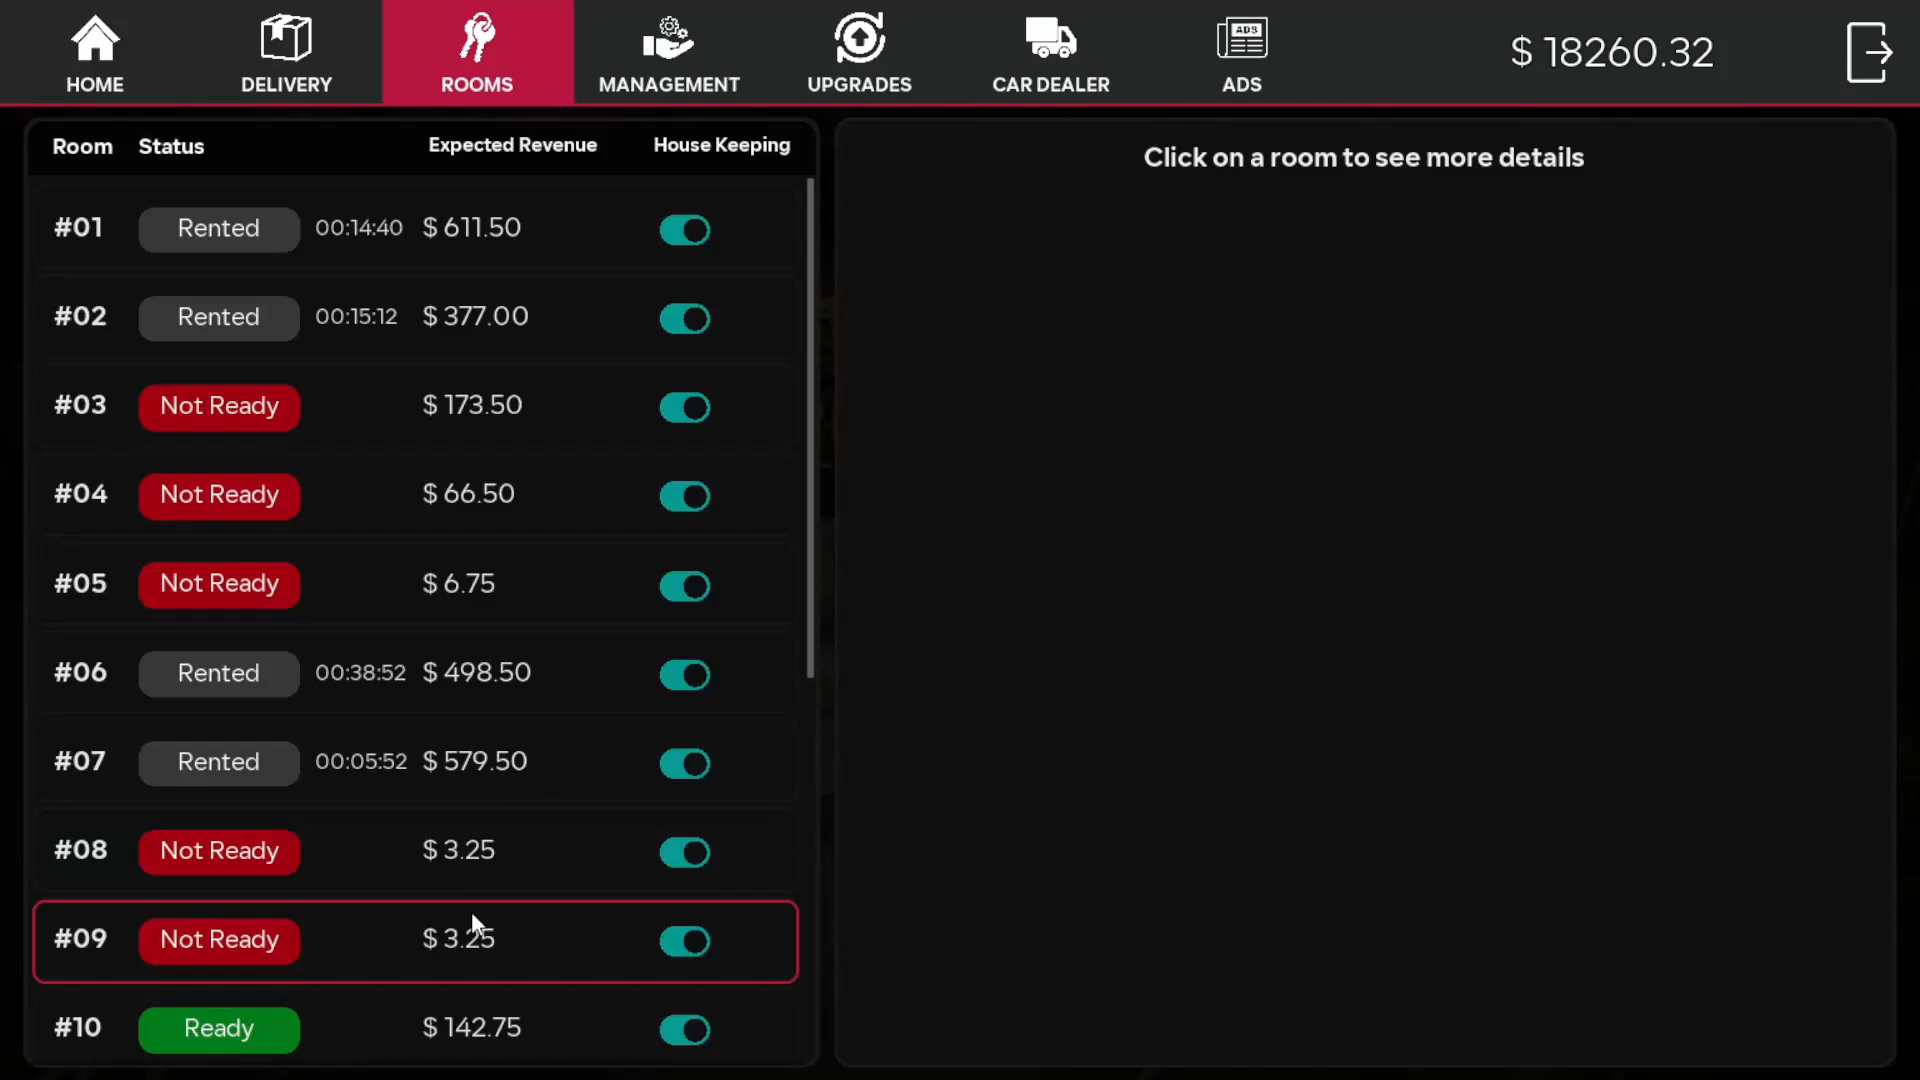 HOME DELIVERY ROOMS MANAGEMENT UPGRADES CAR DEALER ADS ADS $ 18260.32
Room Status Expected Revenue House Keeping
#01 Rented 00:14:40 $ 611.50
#02 Rented 00:15:12 $ 377.00
#03 Not Ready $ 173.50
#04 Not Ready $ 66.50
#05 Not Ready $ 6.75
#06 Rented 00:38:52 $ 498.50
#07 Rented 00:05:52 $ 579.50
#08 Not Ready $ 3.25
#09 Not Ready $ 3.25
#10 Ready $ 142.75
Click on a room to see more details